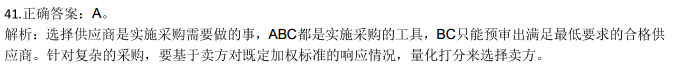 41.正确答案：A。
解析：选择供应商是实施采购需要做的事，ABC都是实施采购的工具，BC只能预审出满足最低要求的合格供
应商。针对复杂的采购，要基于卖方对既定加权标准的响应情况，量化打分来选择卖方。